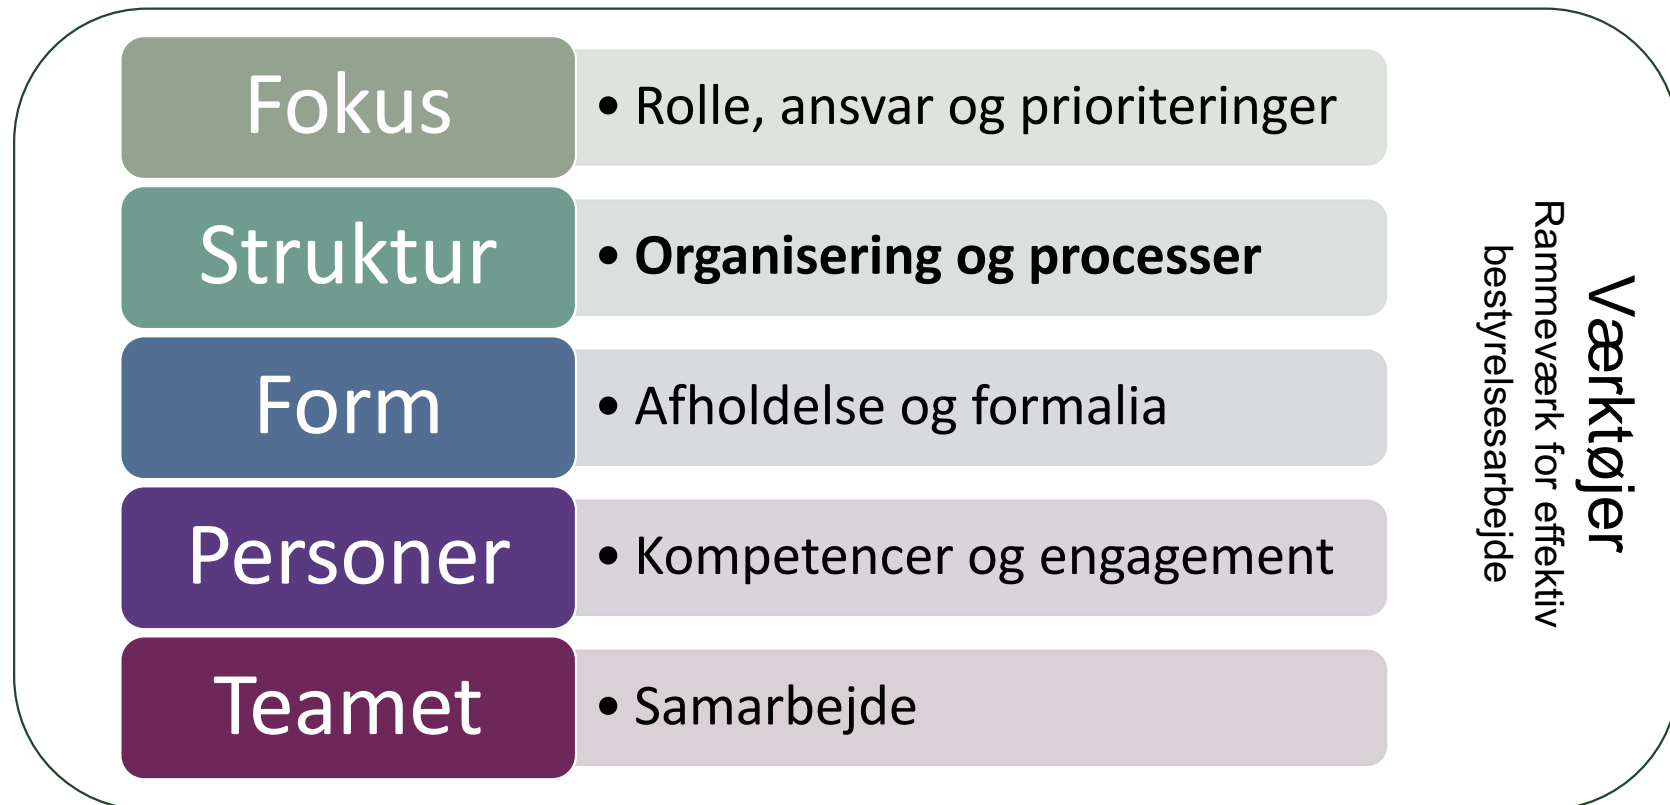 Fokus
• Rolle, ansvar og prioriteringer
Struktur
• Organisering og processer
Form
• Afholdelse og formalia
Personer
• Kompetencer og engagement
Teamet
• Samarbejde
Værktøjer
Rammeværk for effektiv
bestyrelsesarbejde